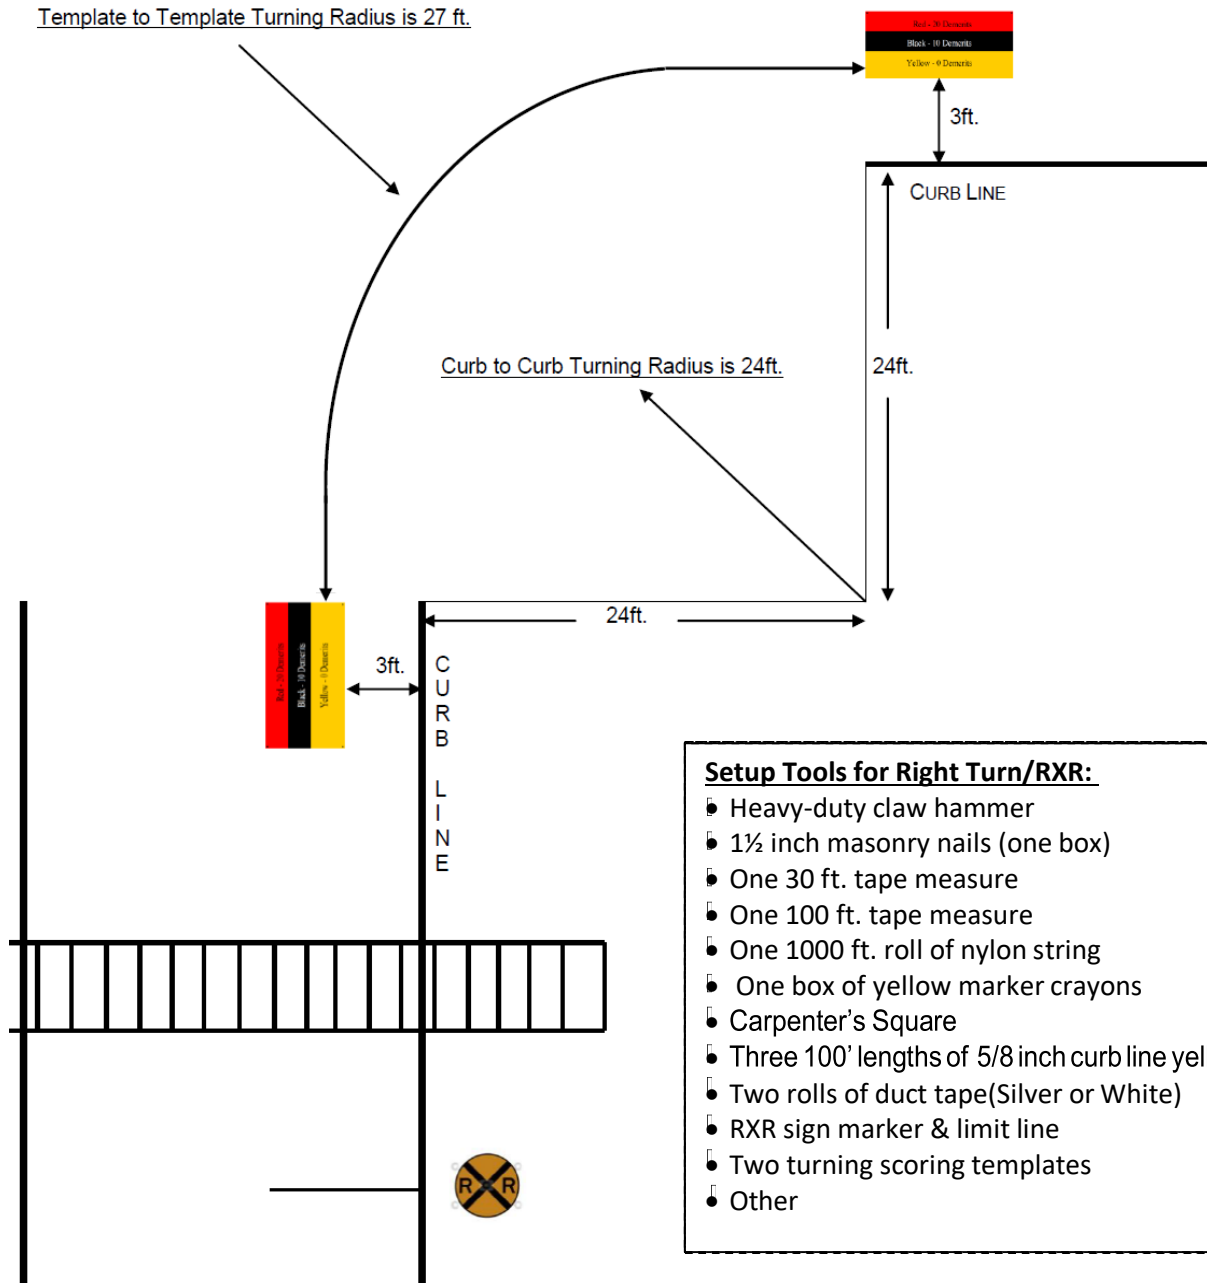 Template to Template Turning Radius is 27 ft.
Red - 20 Demerits
Black - 10 Demerits
Yellow - 0 Demerits
3ft.
CURB LINE
Curb to Curb Turning Radius is 24ft.
24ft.
24ft.
Red - 20 Demerits
Black - 10 Demerits
Yellow - 0 Demerits
3ft.
C
U
R
B
L
I
N
E
Setup Tools for Right Turn/RXR:
• Heavy-duty claw hammer
• 1½ inch masonry nails (one box)
• One 30 ft. tape measure
• One 100 ft. tape measure
• One 1000 ft. roll of nylon string
• One box of yellow marker crayons
• Carpenter's Square
• Three 100' lengths of 5/8 inch curb line yel
• Two rolls of duct tape(Silver or White)
• RXR sign marker & limit line
• Two turning scoring templates
• Other
R R